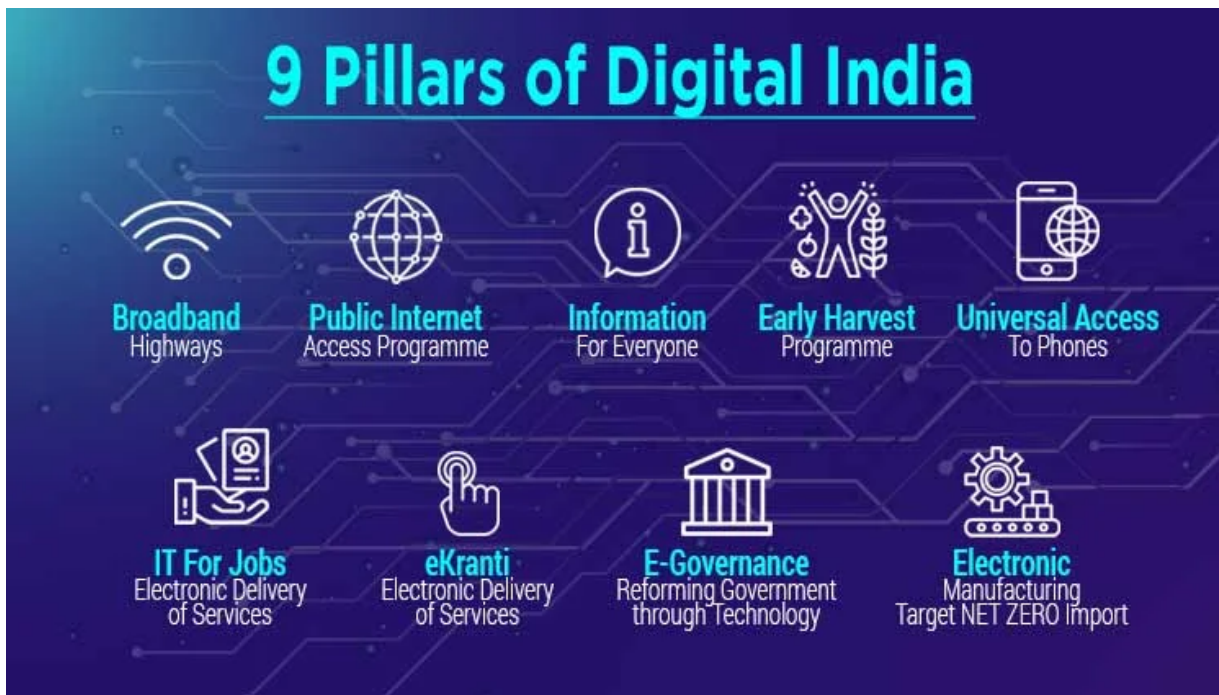 9 Pillars of Digital India
Broadband
Highways
Public Internet
Access Programme
Information
For Everyone
Early Harvest
Programme
Universal Access
To Phones
IT For Jobs
Electronic Delivery
of Services
eKranti
Electronic Delivery
of Services
E-Governance
Reforming Government
through Technology
Electronic
Manufacturing
Target NET ZERO Import